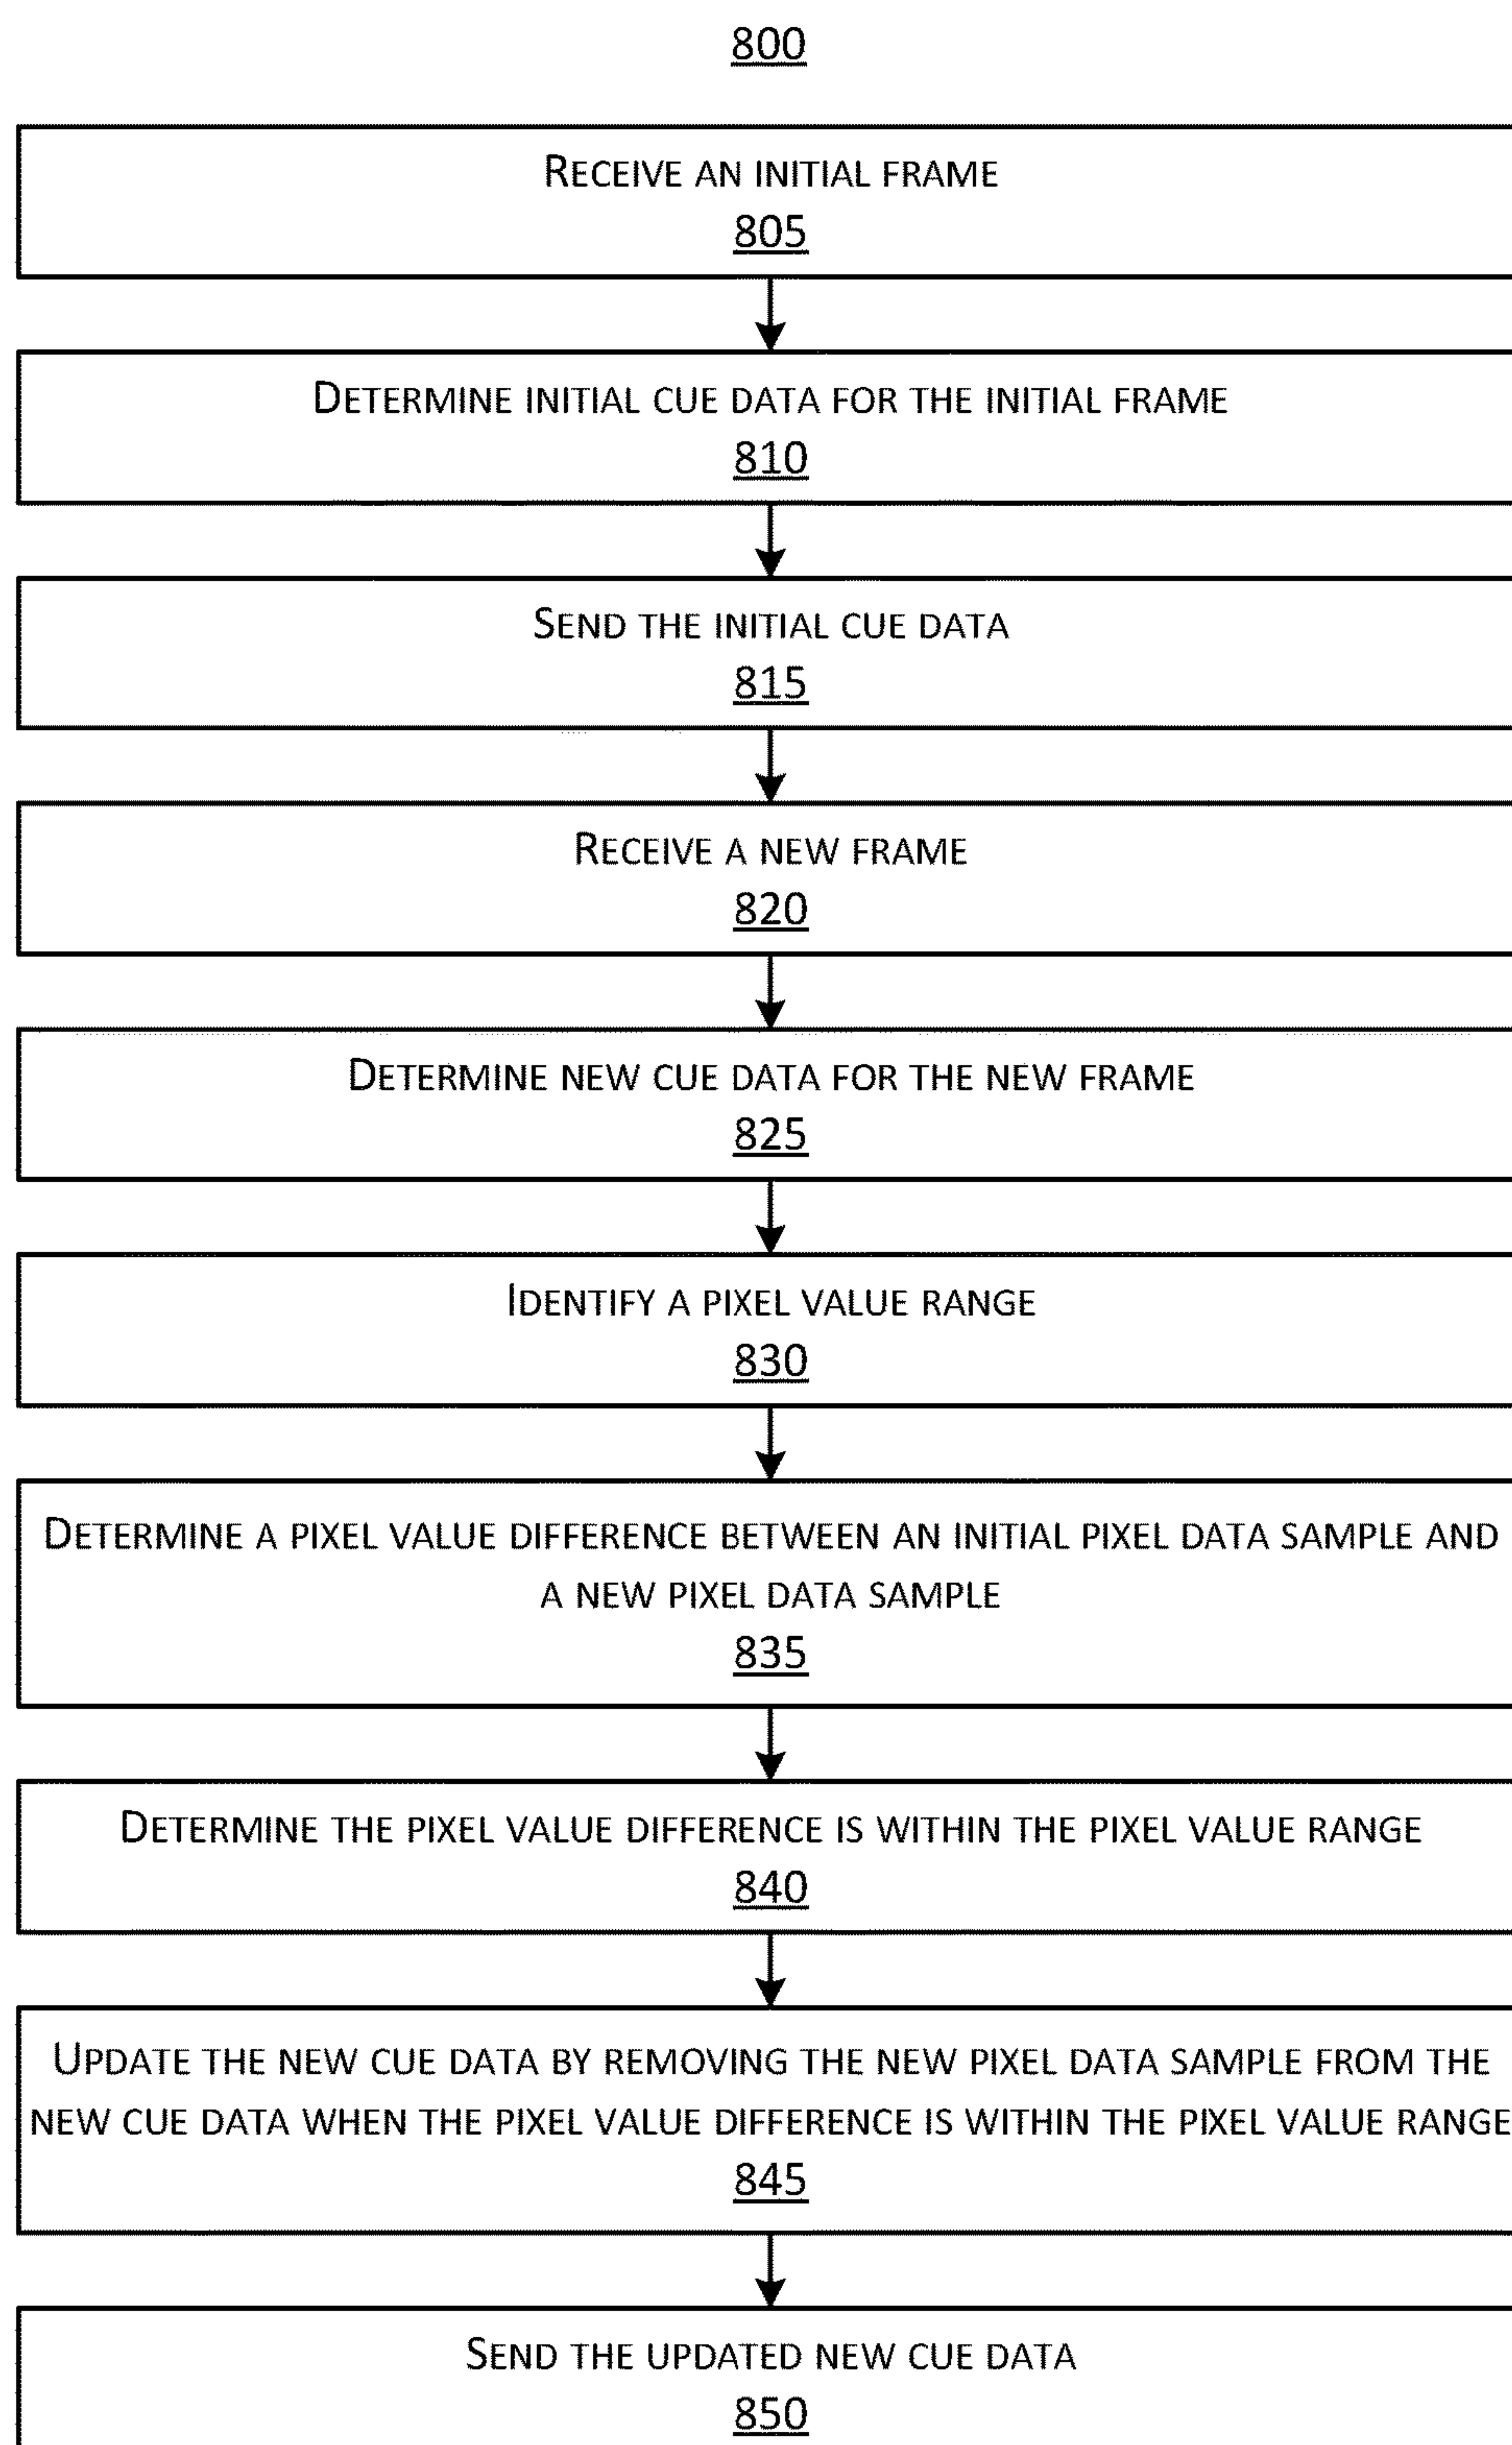 800
RECEIVE AN INITIAL FRAME
805
DETERMINE INITIAL CUE DATA FOR THE INITIAL FRAME
810
SEND THE INITIAL CUE DATA
815
RECEIVE A NEW FRAME
820
DETERMINE NEW CUE DATA FOR THE NEW FRAME
825
IDENTIFY A PIXEL VALUE RANGE
830
DETERMINE A PIXEL VALUE DIFFERENCE BETWEEN AN INITIAL PIXEL DATA SAMPLE AND
A NEW PIXEL DATA SAMPLE
835
DETERMINE THE PIXEL VALUE DIFFERENCE IS WITHIN THE PIXEL VALUE RANGE
840
UPDATE THE NEW CUE DATA BY REMOVING THE NEW PIXEL DATA SAMPLE FROM THE
NEW CUE DATA WHEN THE PIXEL VALUE DIFFERENCE IS WITHIN THE PIXEL VALUE RANGE
845
SEND THE UPDATED NEW CUE DATA
850